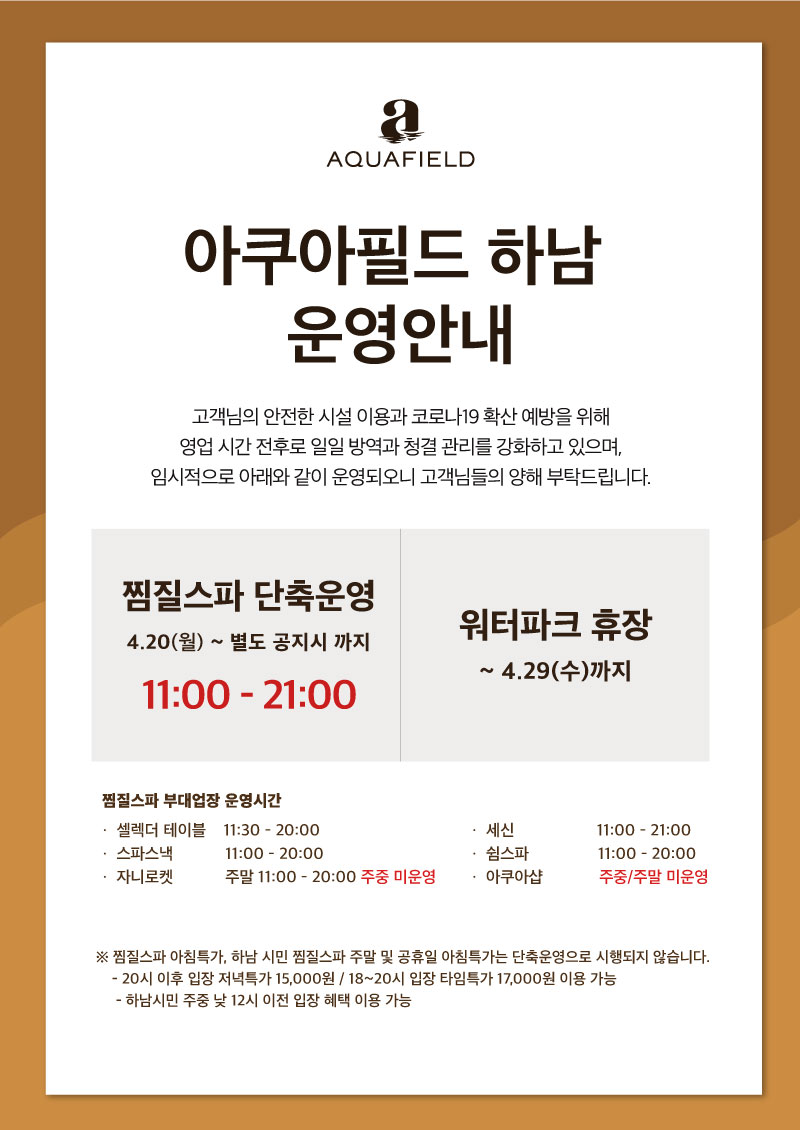 a
AQUAFIELD
아쿠아필드 하남
운영안내
고객님의 안전한 시설 이용과 코로나19 확산 예방을 위해
영업 시간 전후로 일일 방역과 청결 관리를 강화하고 있으며,
임시적으로 아래와 같이 운영되오니 고객님들의 양해 부탁드립니다.
찜질스파 단축운영
4.20(월) ~ 별도 공지시 까지
11:00 - 21:00
워터파크 휴장
~ 4.29(수)까지
찜질스파 부대업장 운영시간
· 셀렉더 테이블 11:30 - 20:00
· 스파스낵 11:00 - 20:00
· 자니로켓 주말 11:00 - 20:00 주중 미운영
· 세신 11:00 - 21:00
· 쉼스파 11:00 - 20:00
· 아쿠아샵 주중/주말 미운영
※ 찜질스파 아침특가, 하남 시민 찜질스파 주말 및 공휴일 아침특가는 단축운영으로 시행되지 않습니다.
- 20시 이후 입장 저녁특가 15,000원 / 18~20시 입장 타임특가 17,000원 이용 가능
- 하남시민 주중 낮 12시 이전 입장 혜택 이용 가능